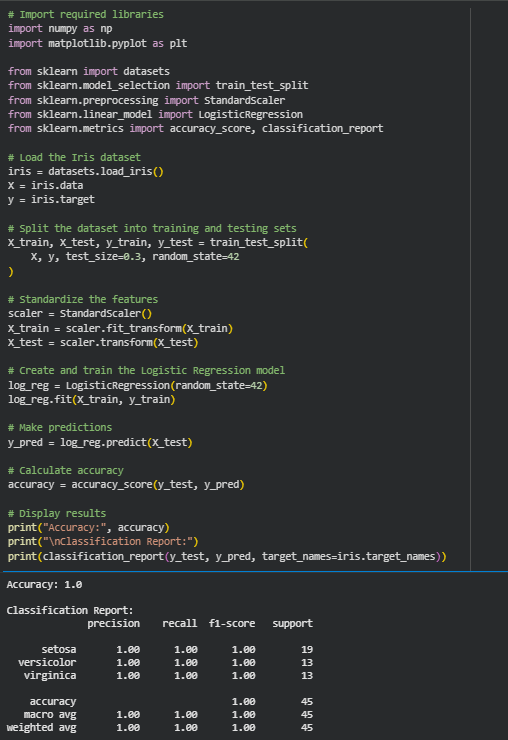 # Import required libraries
import numpy as np
import matplotlib.pyplot as plt
from sklearn import datasets
from sklearn.model_selection import train_test_split
from sklearn.preprocessing import StandardScaler
from sklearn.linear_model import LogisticRegression
from sklearn.metrics import accuracy_score, classification_report
# Load the Iris dataset
iris = datasets.load_iris()
X = iris.data
y = iris.target
# Split the dataset into training and testing sets
X_train, X_test, y_train, y_test = train_test_split(
    X, y, test_size=0.3, random_state=42
)
# Standardize the features
scaler = StandardScaler()
X_train = scaler.fit_transform(X_train)
X_test = scaler.transform(X_test)
# Create and train the Logistic Regression model
log_reg = LogisticRegression(random_state=42)
log_reg.fit(X_train, y_train)
# Make predictions
y_pred = log_reg.predict(X_test)
# Calculate accuracy
accuracy = accuracy_score(y_test, y_pred)
# Display results
print("Accuracy:", accuracy)
print("\nClassification Report:")
print(classification_report(y_test, y_pred, target_names=iris.target_names))
Accuracy: 1.0
Classification Report:
              precision    recall  f1-score   support
      setosa       1.00      1.00      1.00        19
  versicolor       1.00      1.00      1.00        13
   virginica       1.00      1.00      1.00        13
    accuracy                           1.00        45
   macro avg       1.00      1.00      1.00        45
weighted avg       1.00      1.00      1.00        45